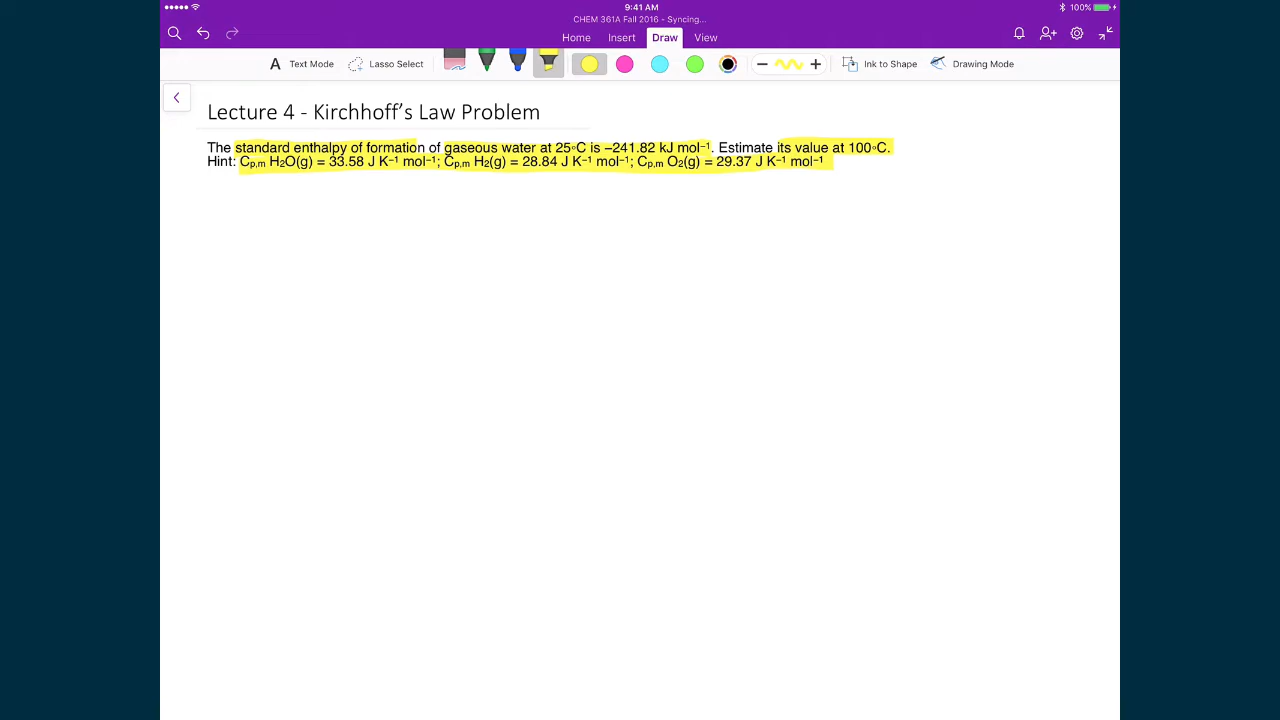 9:41 AM
100%
CHEM 361A Fall 2016 - Syncing...
Home Insert Draw View
A Text Mode Lasso Select Ink to Shape Drawing Mode
Lecture 4 - Kirchhoff's Law Problem
The standard enthalpy of formation of gaseous water at 25∘C is –241.82 kJ mol⁻¹. Estimate its value at 100∘C.
Hint: Cp,m H₂O(g) = 33.58 J K⁻¹ mol⁻¹; Cp,m H₂(g) = 28.84 J K⁻¹ mol⁻¹; Cp,m O₂(g) = 29.37 J K⁻¹ mol⁻¹